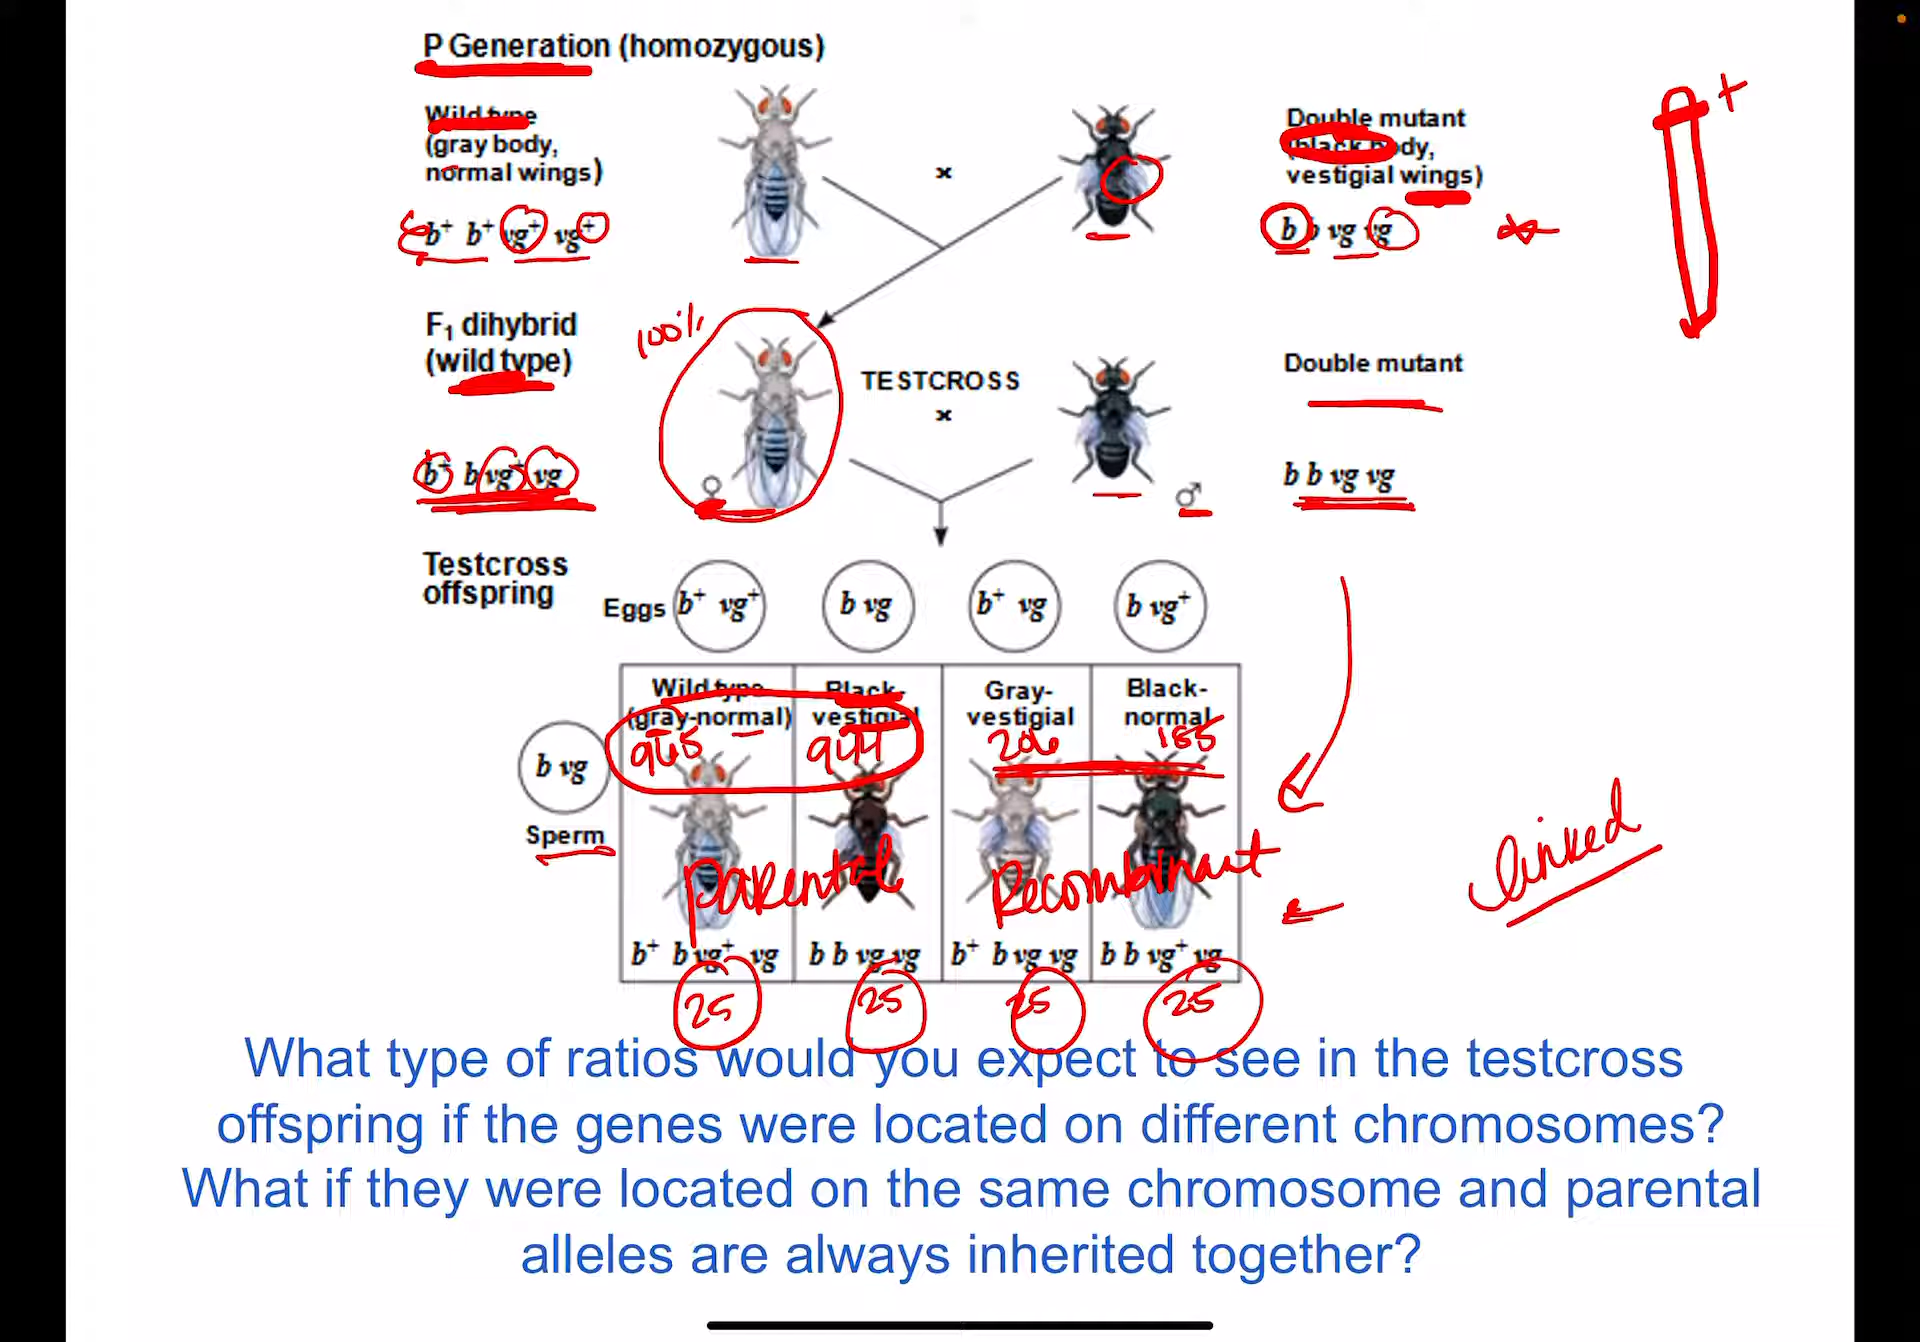 P Generation (homozygous)
Wild type
(gray body,
normal wings)
b+ b+ vg+ vg+
x
Double mutant
(black body,
vestigial wings)
b b vg vg
+
F1 dihybrid
(wild type)
100%
TESTCROSS
x
Double mutant
b+ b vg+ vg
♀
♂
b b vg vg
Testcross
offspring
Eggs
b+ vg+
b vg
b+ vg
b vg+
Wild type
(gray-normal)
Black-
vestigial
Gray-
vestigial
Black-
normal
965
944
206
185
b vg
Sperm
Parental
Recombinant
linked
b+ b vg+ vg
b b vg vg
b+ b vg vg
b b vg+ vg
25
25
25
25
What type of ratios would you expect to see in the testcross
offspring if the genes were located on different chromosomes?
What if they were located on the same chromosome and parental
alleles are always inherited together?